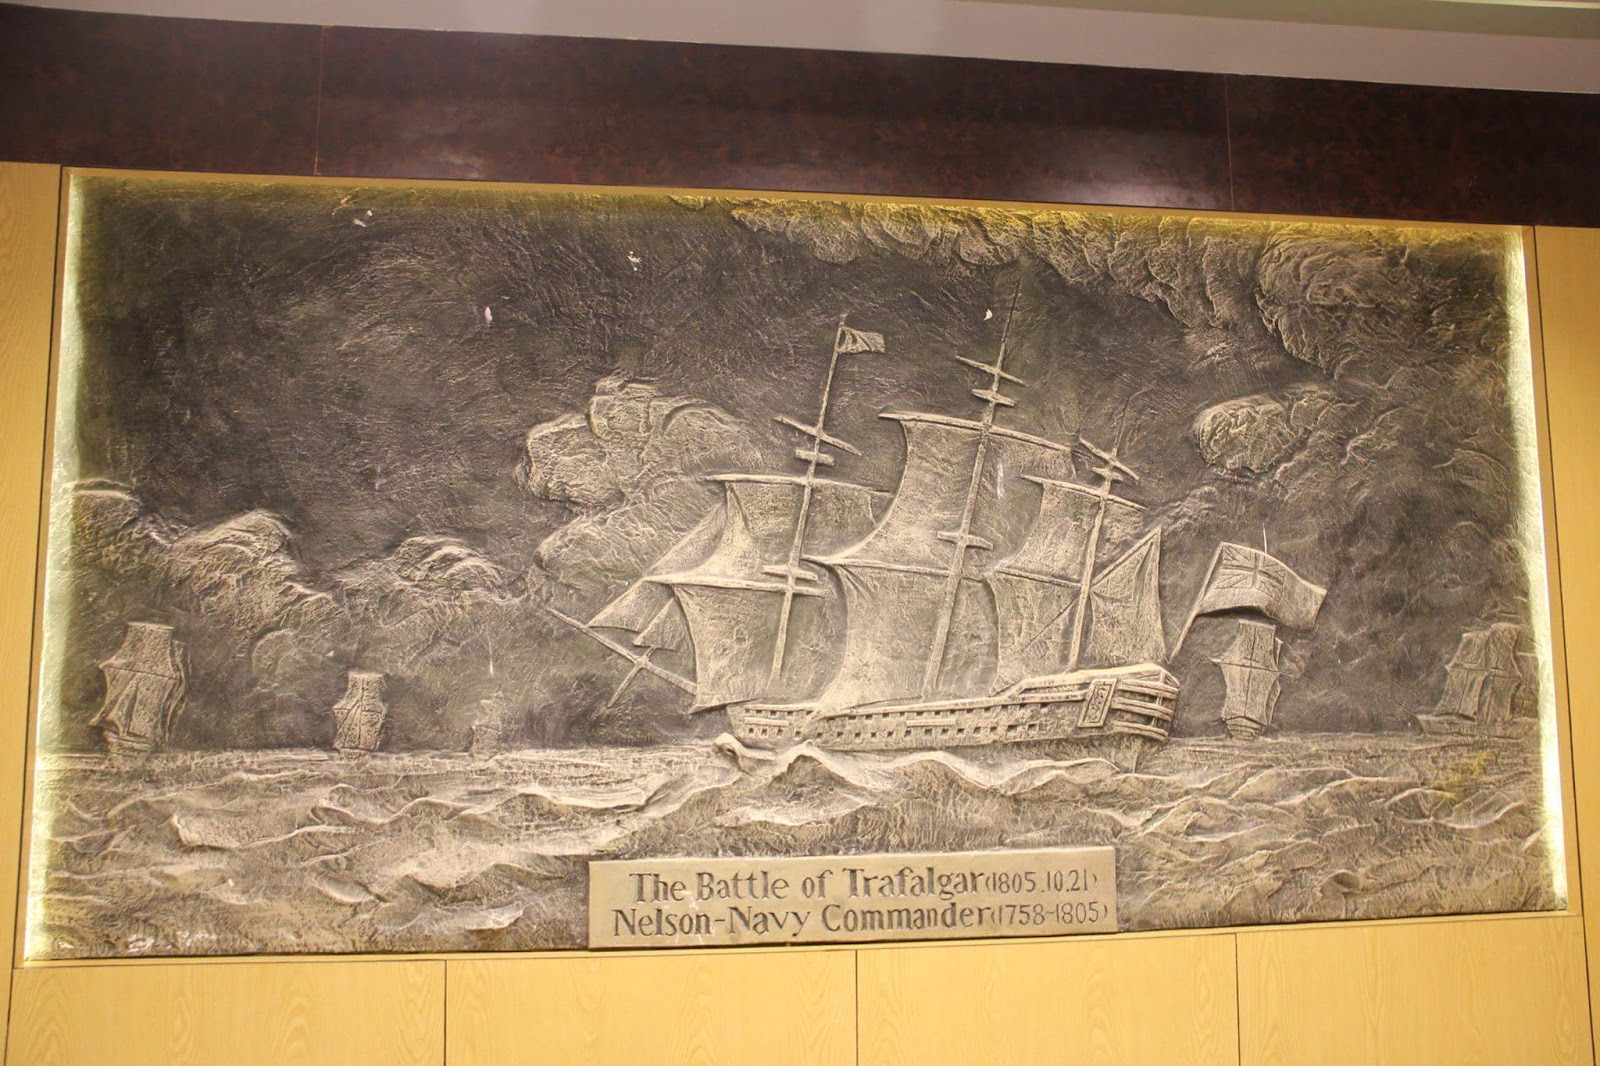 The Battle of Trafalgar(1805.10.21)
Nelson-Navy Commander(1758-1805)